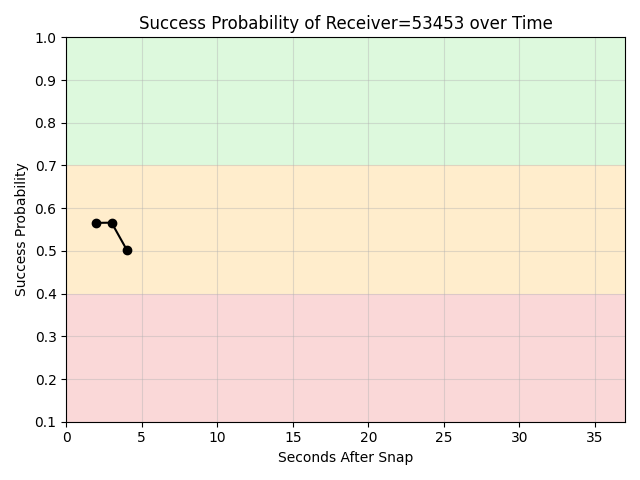 Success Probability of Receiver=53453 over Time
1.0
0.9
0.8
0.7
0.6
0.5
0.4
0.3
0.2
0.1
Success Probability
0 5 10 15 20 25 30 35
Seconds After Snap